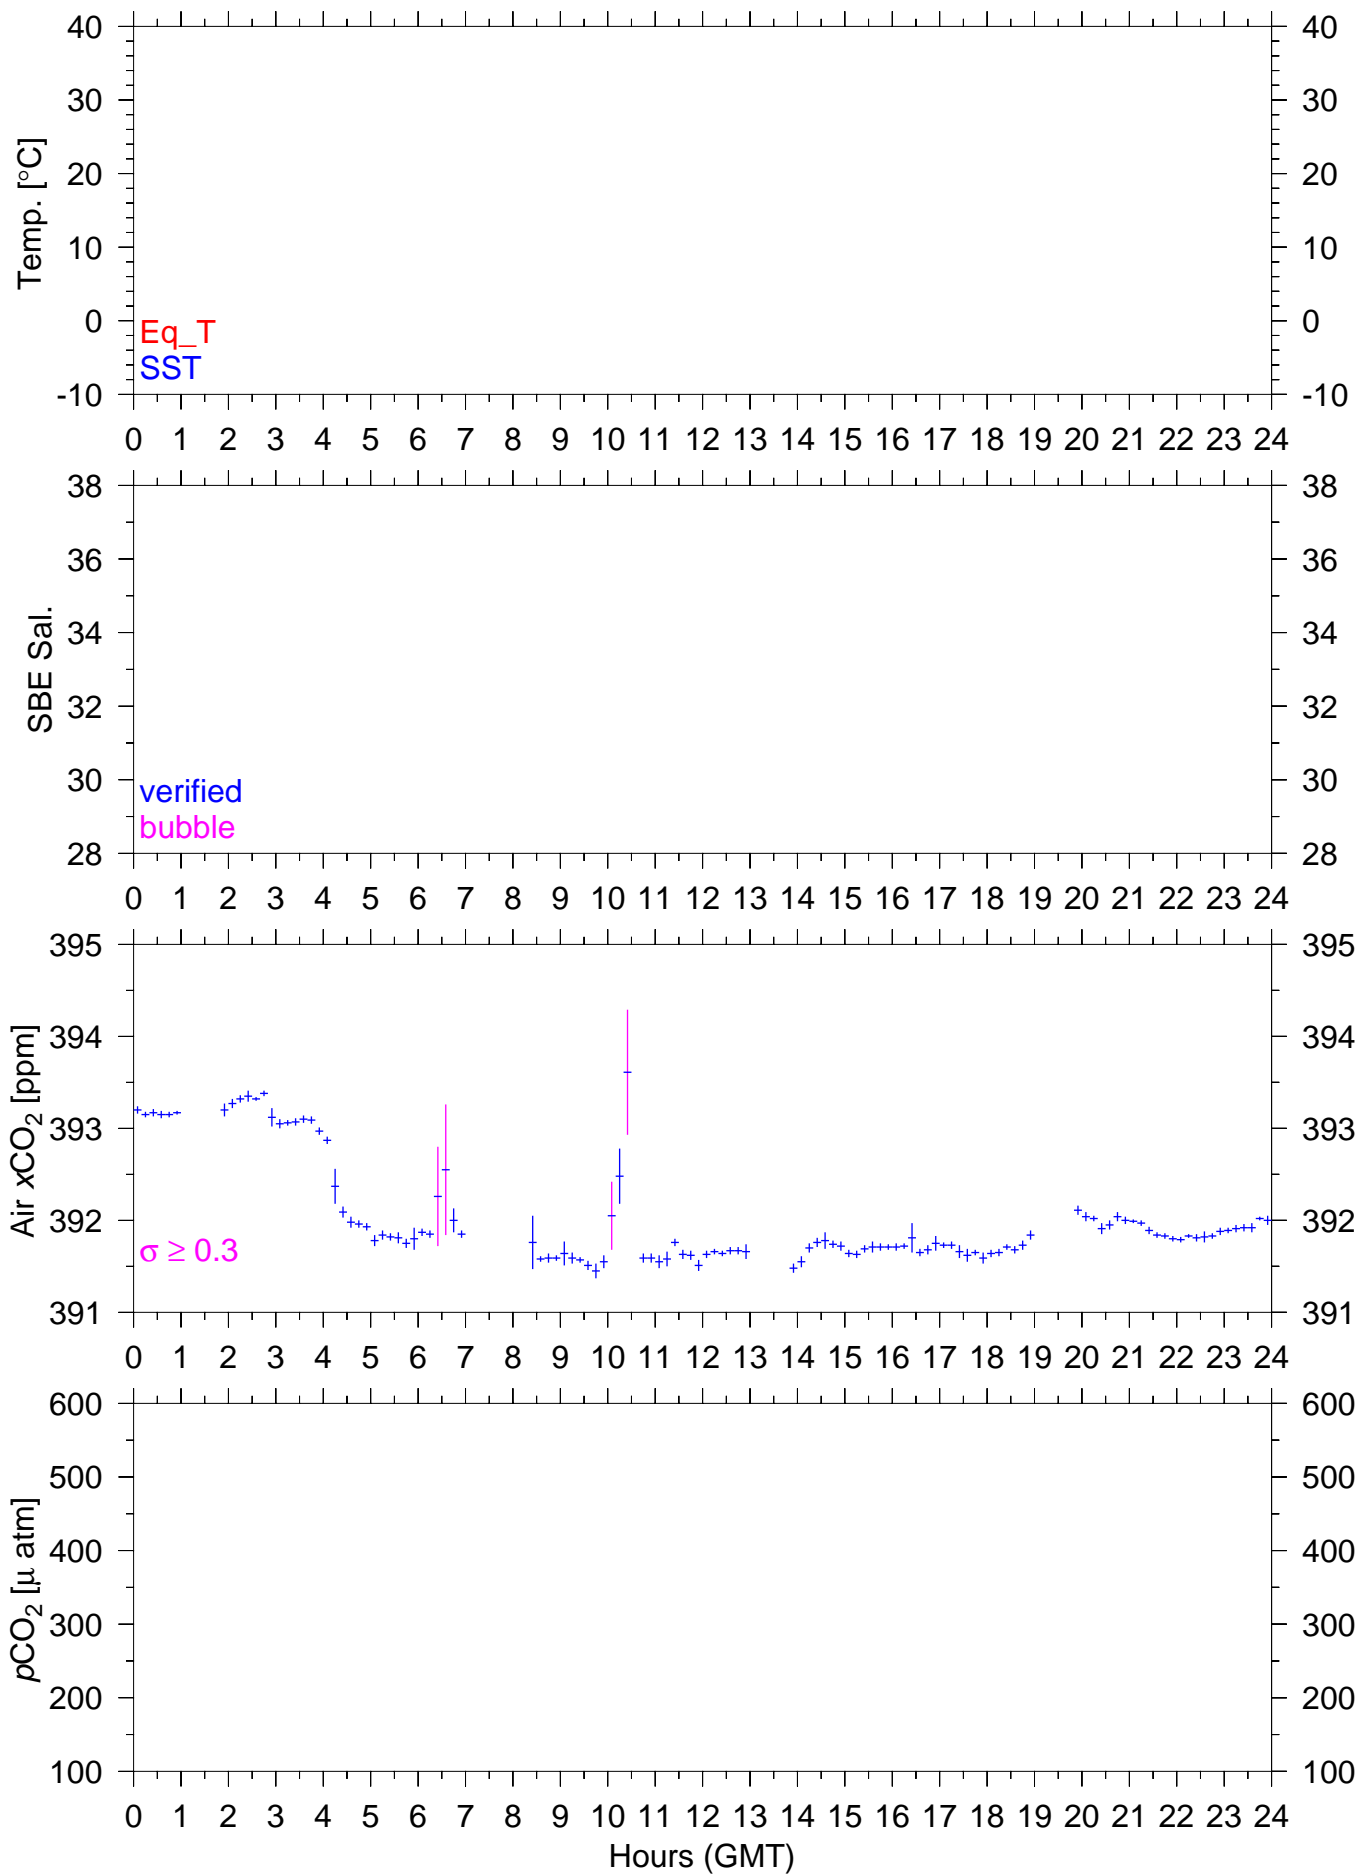 Temp. [°C]
40 40
30 30
20 20
10 10
0 0
-10 -10
Eq_T
SST
0 1 2 3 4 5 6 7 8 9 10 11 12 13 14 15 16 17 18 19 20 21 22 23 24
SBE Sal.
38 38
36 36
34 34
32 32
30 30
28 28
verified
bubble
0 1 2 3 4 5 6 7 8 9 10 11 12 13 14 15 16 17 18 19 20 21 22 23 24
Air xCO₂ [ppm]
395 395
394 394
393 393
392 392
391 391
σ ≥ 0.3
0 1 2 3 4 5 6 7 8 9 10 11 12 13 14 15 16 17 18 19 20 21 22 23 24
pCO₂ [μ atm]
600 600
500 500
400 400
300 300
200 200
100 100
0 1 2 3 4 5 6 7 8 9 10 11 12 13 14 15 16 17 18 19 20 21 22 23 24
Hours (GMT)